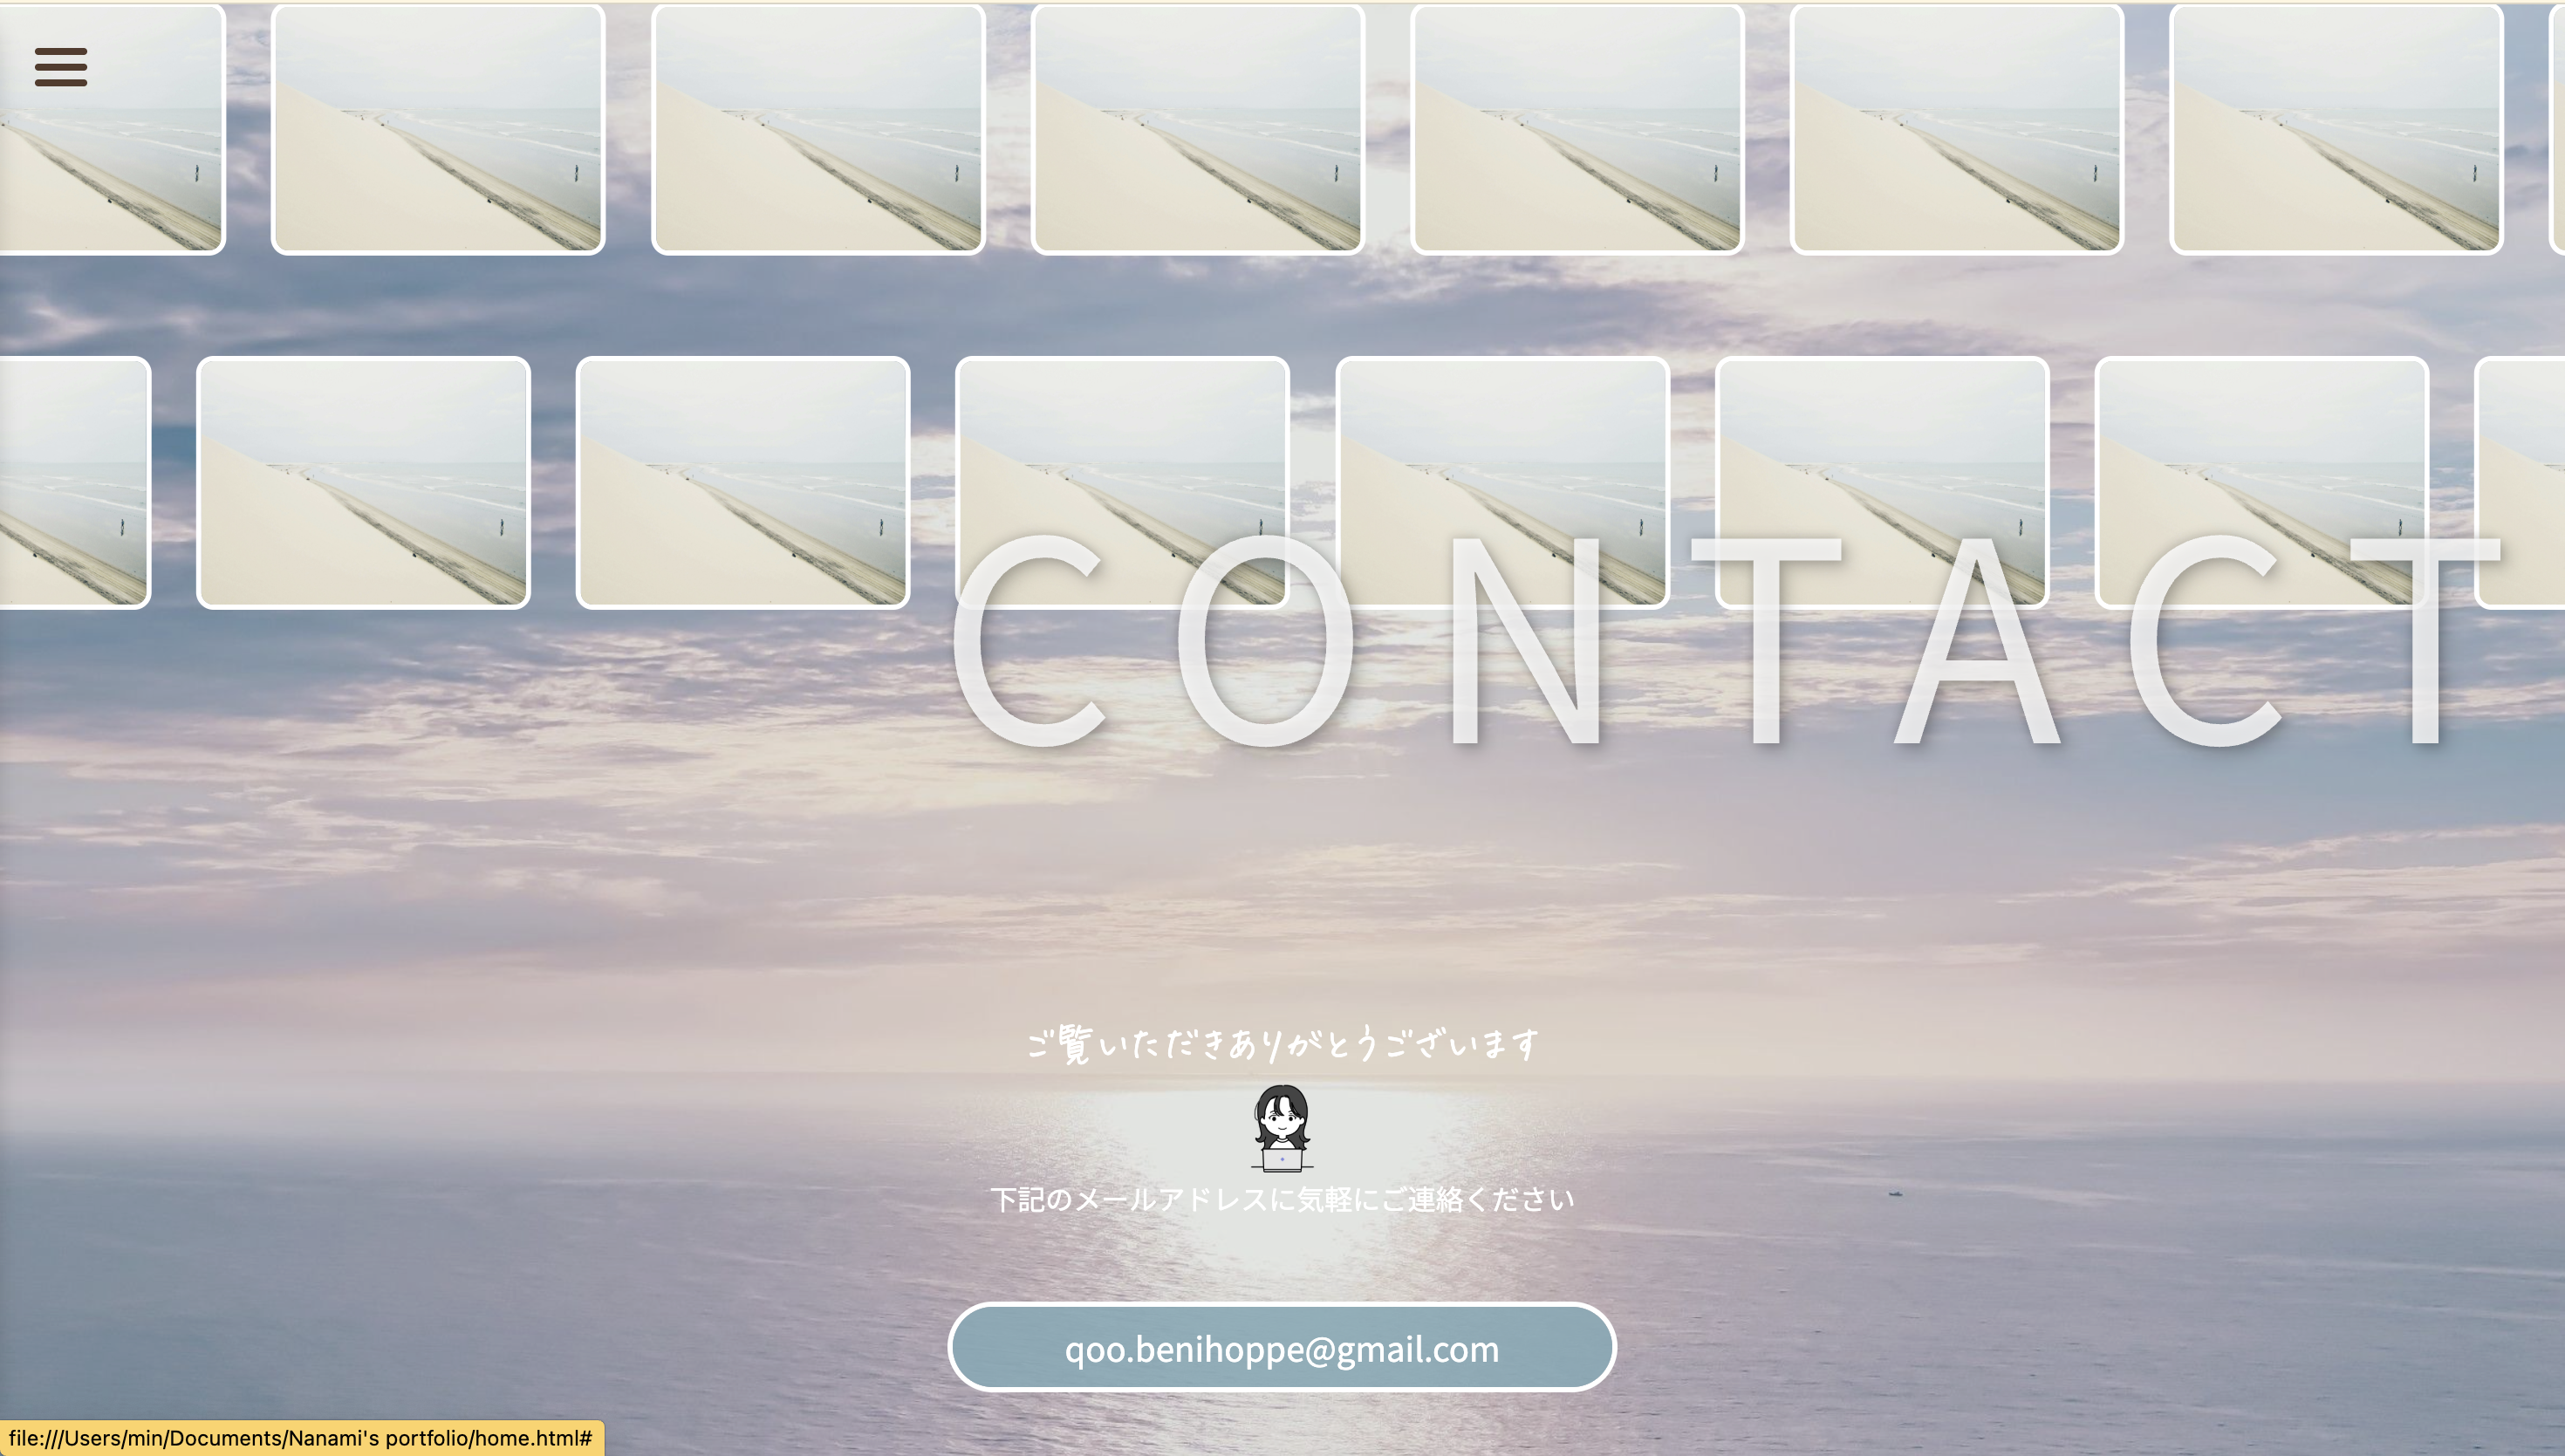 CONTACT
ご覧いただきありがとうございます
下記のメールアドレスに気軽にご連絡ください
qoo.benihoppe@gmail.com
file:///Users/min/Documents/Nanami's portfolio/home.html#